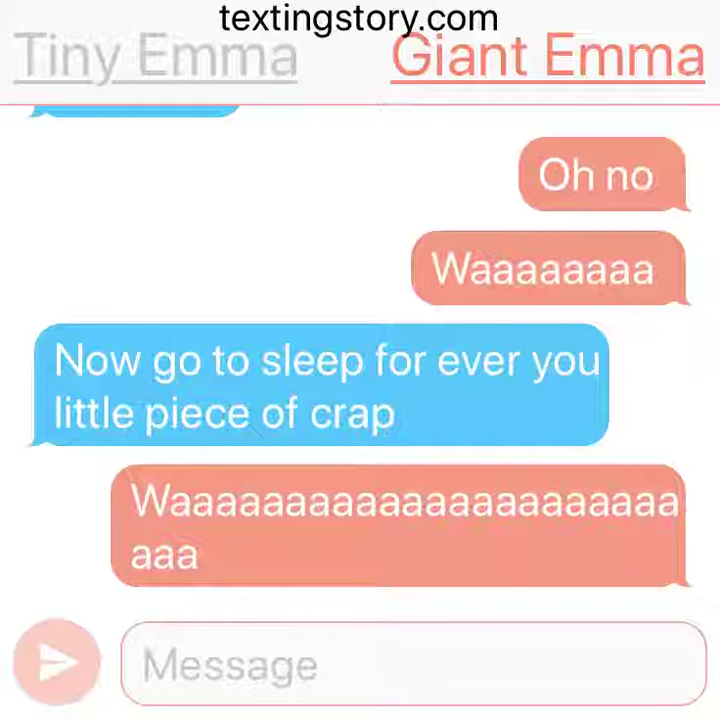 textingstory.com
Tiny Emma Giant Emma
Oh no
Waaaaaaaa
Now go to sleep for ever you
little piece of crap
Waaaaaaaaaaaaaaaaaaaaaa
aaa
Message